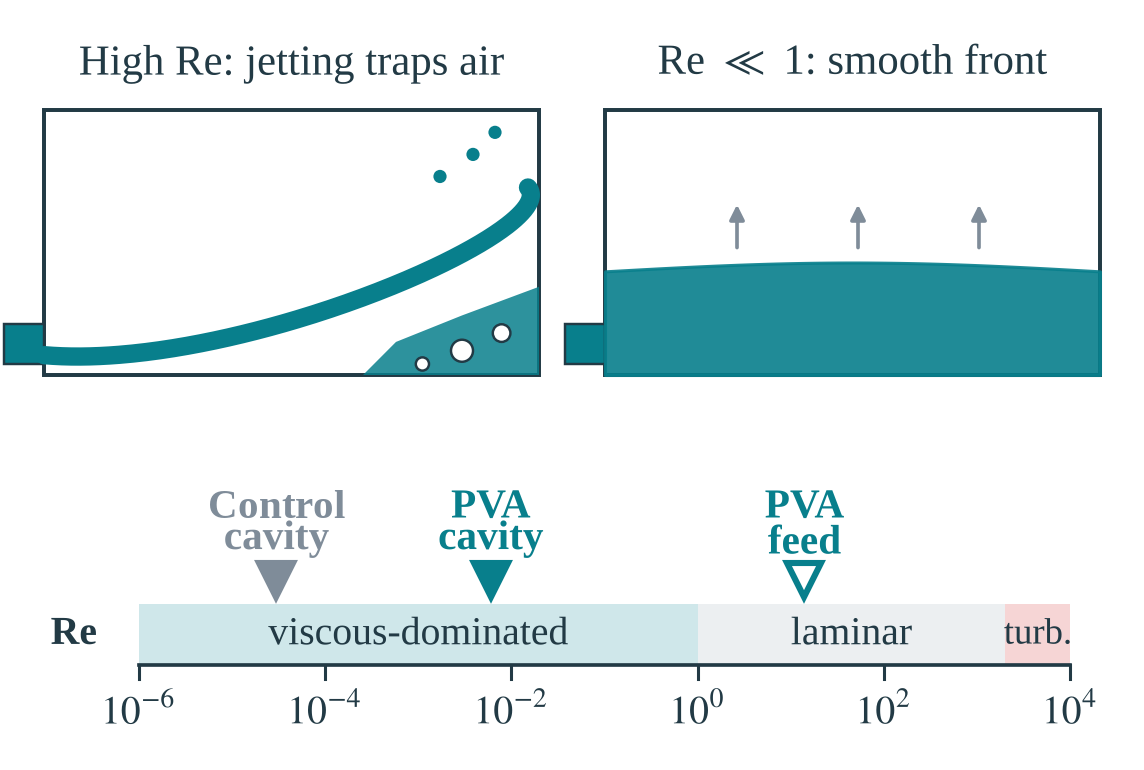 High Re: jetting traps air
Re ≪ 1: smooth front
Control
cavity
PVA
cavity
PVA
feed
Re
viscous-dominated
laminar
turb.
10⁻⁶
10⁻⁴
10⁻²
10⁰
10²
10⁴